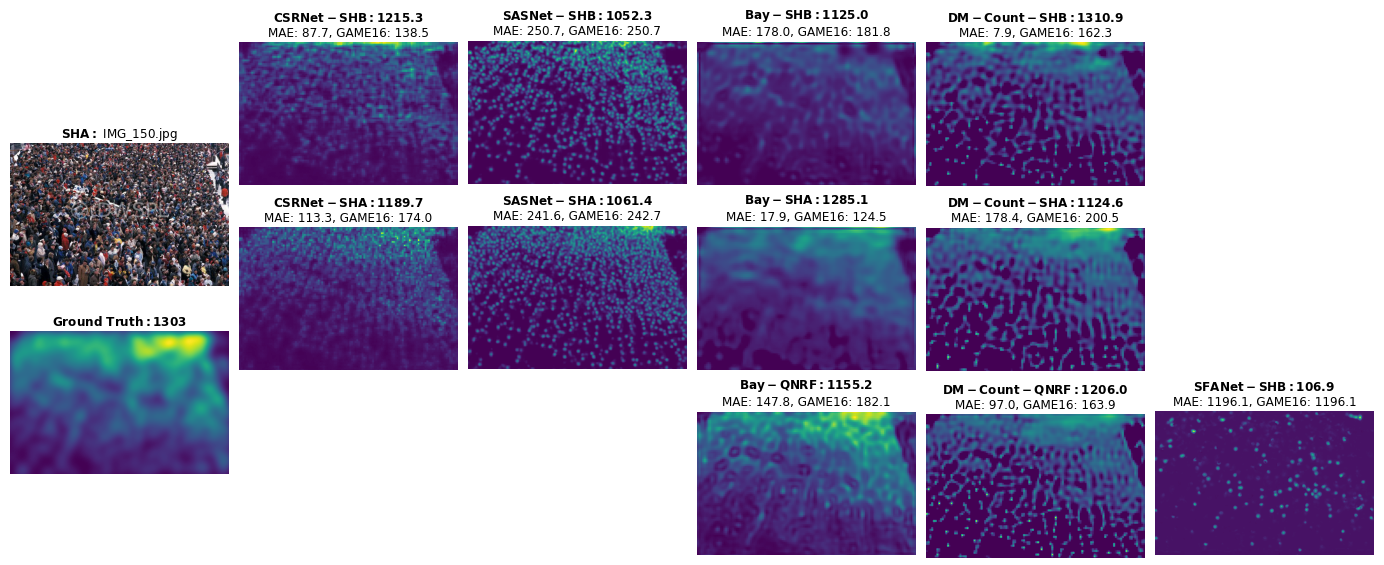 CSRNet-SHB: 1215.3
MAE: 87.7, GAME16: 138.5
SASNet-SHB: 1052.3
MAE: 250.7, GAME16: 250.7
Bay-SHB: 1125.0
MAE: 178.0, GAME16: 181.8
DM-Count-SHB: 1310.9
MAE: 7.9, GAME16: 162.3
SHA: IMG_150.jpg
CSRNet-SHA: 1189.7
MAE: 113.3, GAME16: 174.0
SASNet-SHA: 1061.4
MAE: 241.6, GAME16: 242.7
Bay-SHA: 1285.1
MAE: 17.9, GAME16: 124.5
DM-Count-SHA: 1124.6
MAE: 178.4, GAME16: 200.5
Ground Truth: 1303
Bay-QNRF: 1155.2
MAE: 147.8, GAME16: 182.1
DM-Count-QNRF: 1206.0
MAE: 97.0, GAME16: 163.9
SFANet-SHB: 106.9
MAE: 1196.1, GAME16: 1196.1